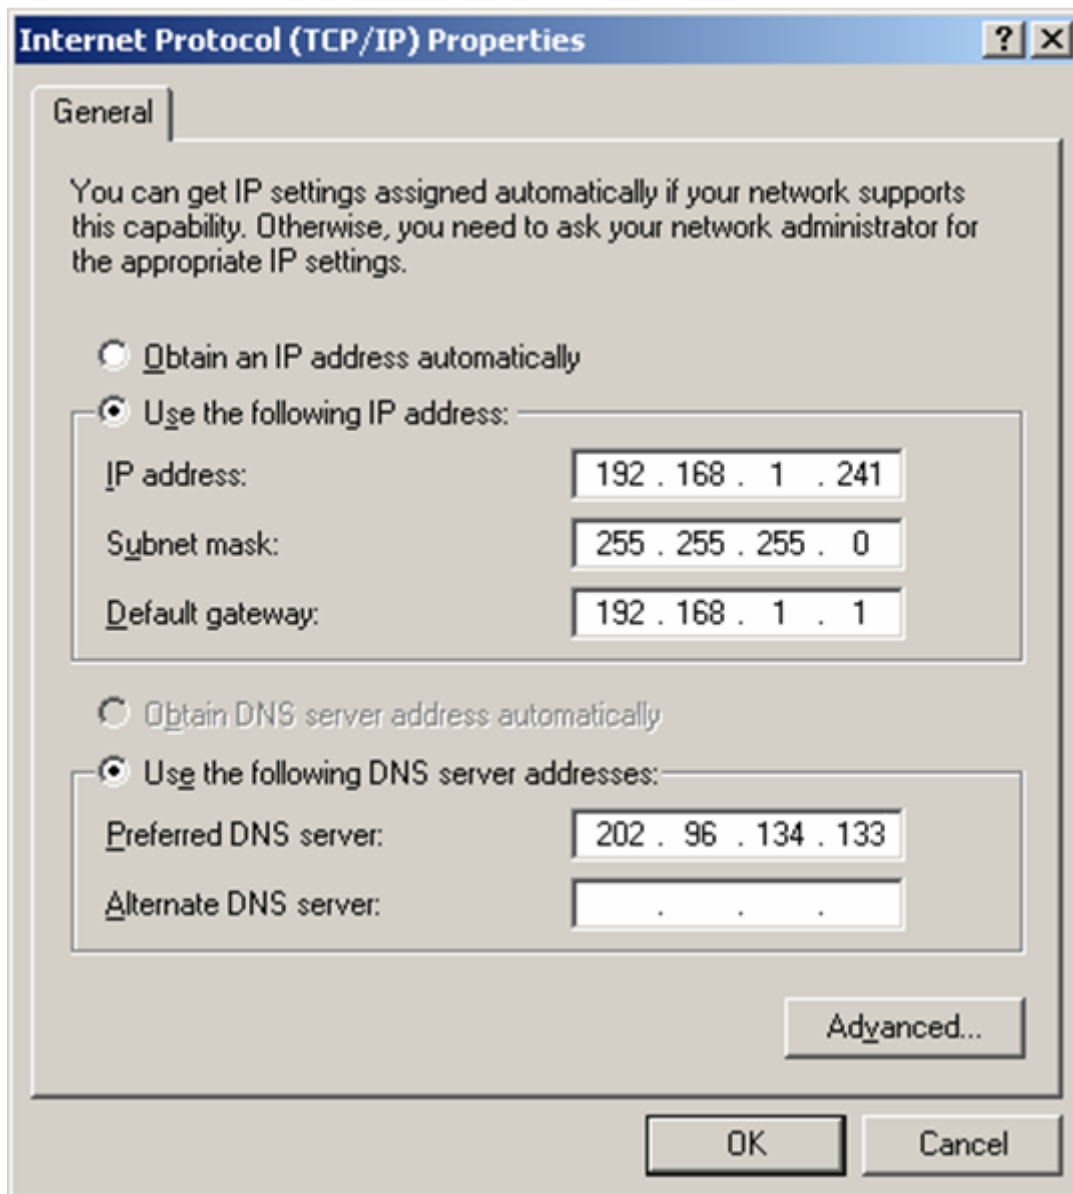 Internet Protocol (TCP/IP) Properties
General
You can get IP settings assigned automatically if your network supports
this capability. Otherwise, you need to ask your network administrator for
the appropriate IP settings.
Obtain an IP address automatically
Use the following IP address:
IP address: 192 . 168 . 1 . 241
Subnet mask: 255 . 255 . 255 . 0
Default gateway: 192 . 168 . 1 . 1
Obtain DNS server address automatically
Use the following DNS server addresses:
Preferred DNS server: 202 . 96 . 134 . 133
Alternate DNS server: . . .
Advanced...
OK Cancel